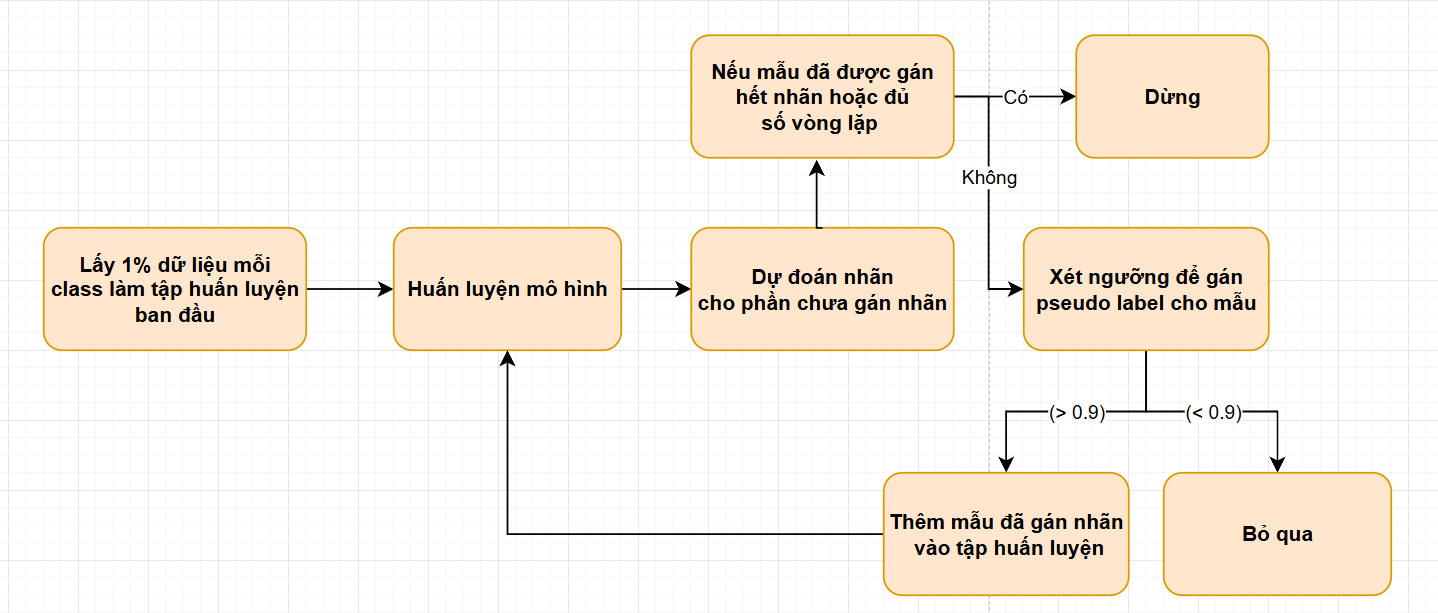 Nếu mẫu đã được gán
hết nhãn hoặc đủ
số vòng lặp
Có
Dừng
Không
Lấy 1% dữ liệu mỗi
class làm tập huấn luyện
ban đầu
Huấn luyện mô hình
Dự đoán nhãn
cho phần chưa gán nhãn
Xét ngưỡng để gán
pseudo label cho mẫu
(> 0.9)
(< 0.9)
Thêm mẫu đã gán nhãn
vào tập huấn luyện
Bỏ qua